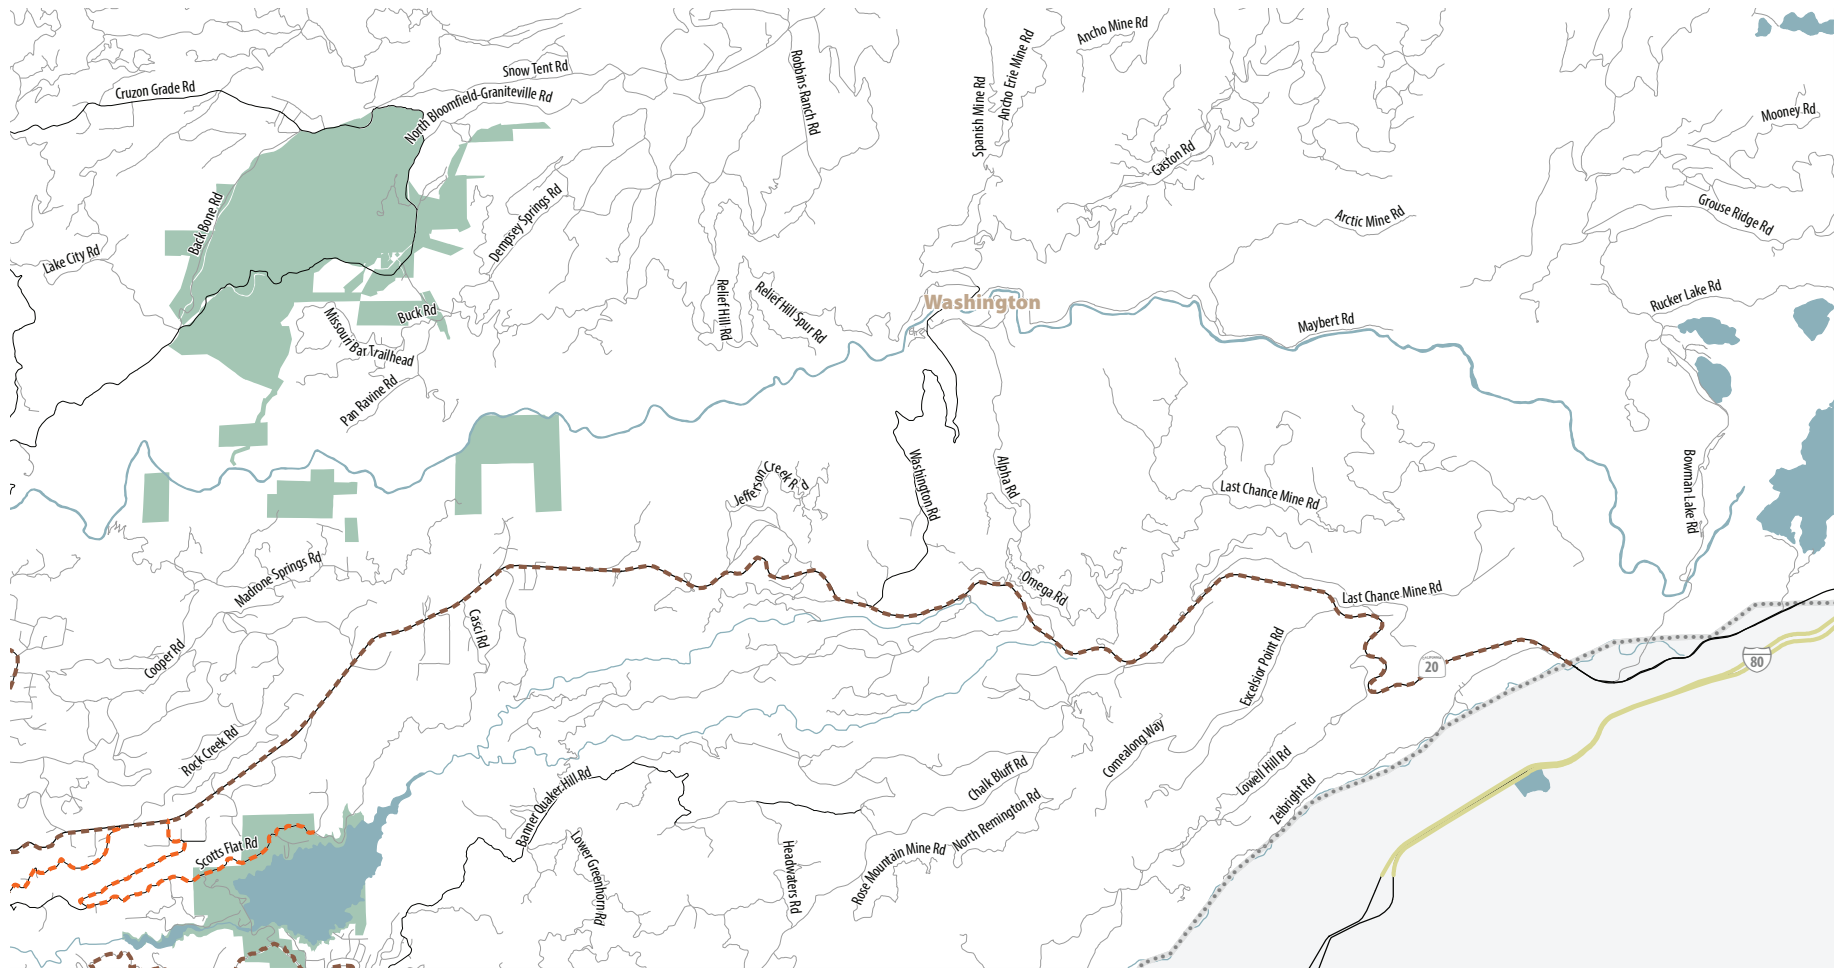 Ancho Mine Rd
Ancho Erie Mine Rd
Spanish Mine Rd
Robbins Ranch Rd
Snow Tent Rd
Cruzon Grade Rd
North Bloomfield-Graniteville Rd
Mooney Rd
Gaston Rd
Back Bone Rd
Dempsey Springs Rd
Arctic Mine Rd
Grouse Ridge Rd
Lake City Rd
Relief Hill Rd
Relief Hill Spur Rd
Washington
Rucker Lake Rd
Buck Rd
Maybert Rd
Missouri Bar Trailhead
Pan Ravine Rd
Jefferson Creek Rd
Washington Rd
Alpha Rd
Last Chance Mine Rd
Bowman Lake Rd
Madrone Springs Rd
Omega Rd
Last Chance Mine Rd
Casci Rd
Cooper Rd
Excelsior Point Rd
20
80
Rock Creek Rd
Comealong Way
Chalk Bluff Rd
Lowell Hill Rd
Zeibright Rd
Banner Quaker Hill Rd
North Remington Rd
Scotts Flat Rd
Lower Greenhorn Rd
Headwaters Rd
Rose Mountain Mine Rd